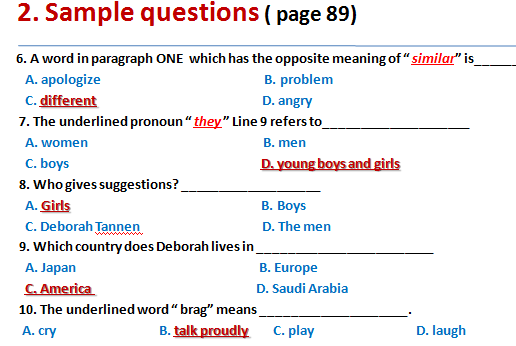 2. Sample questions ( page 89)
6. A word in paragraph ONE which has the opposite meaning of “ similar” is______
A. apologize B. problem
C. different D. angry
7. The underlined pronoun “ they” Line 9 refers to____________________
A. women B. men
C. boys D. young boys and girls
8. Who gives suggestions? ___________________
A. Girls B. Boys
C. Deborah Tannen D. The men
9. Which country does Deborah lives in ________________________
A. Japan B. Europe
C. America D. Saudi Arabia
10. The underlined word “ brag” means____________________.
A. cry B. talk proudly C. play D. laugh